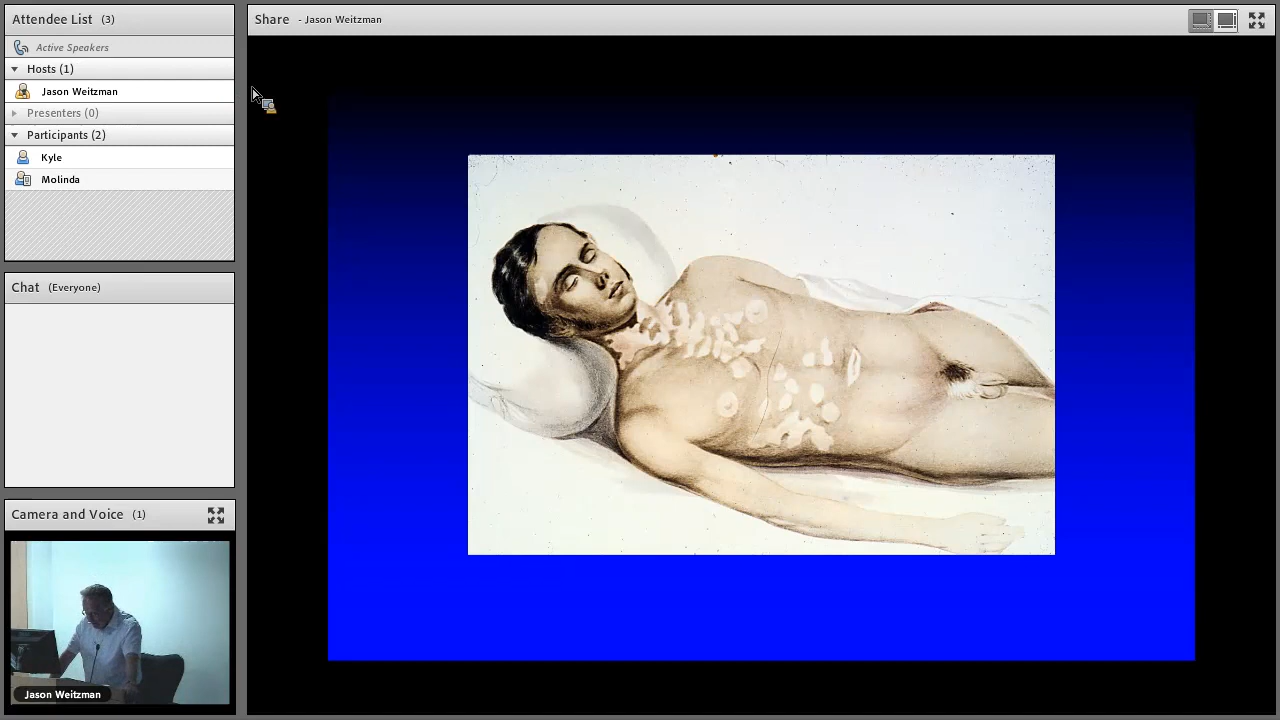 Attendee List (3)
Active Speakers
Hosts (1)
Jason Weitzman
Presenters (0)
Participants (2)
Kyle
Molinda
Chat (Everyone)
Camera and Voice (1)
Jason Weitzman
Share - Jason Weitzman